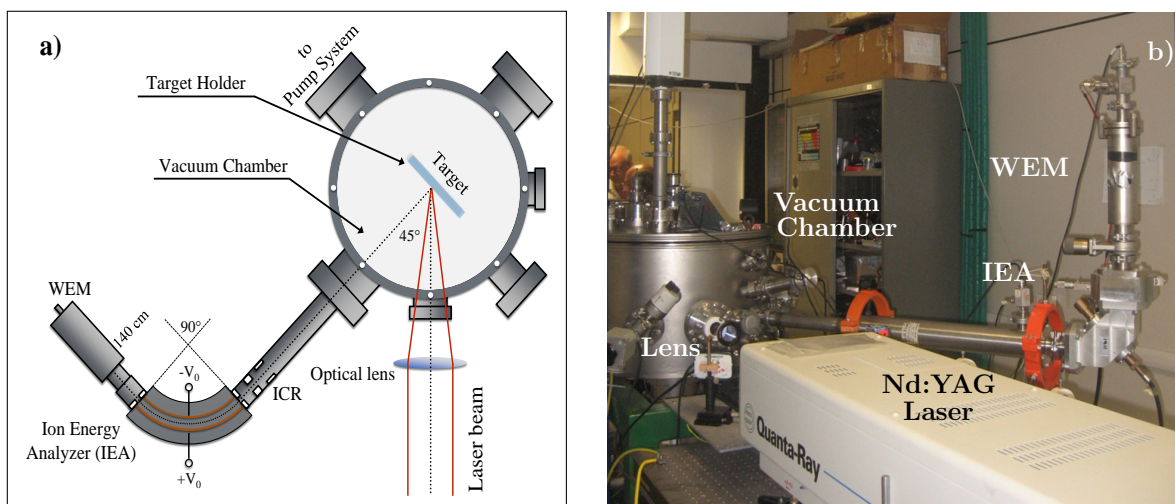 a)
to
Pump System
Target Holder
Target
Vacuum Chamber
45°
WEM
140 cm
90°
-V₀
ICR
Optical lens
Ion Energy
Analyzer (IEA)
+V₀
Laser beam
b)
WEM
Vacuum
Chamber
IEA
Lens
Nd:YAG
Laser
Quanta-Ray